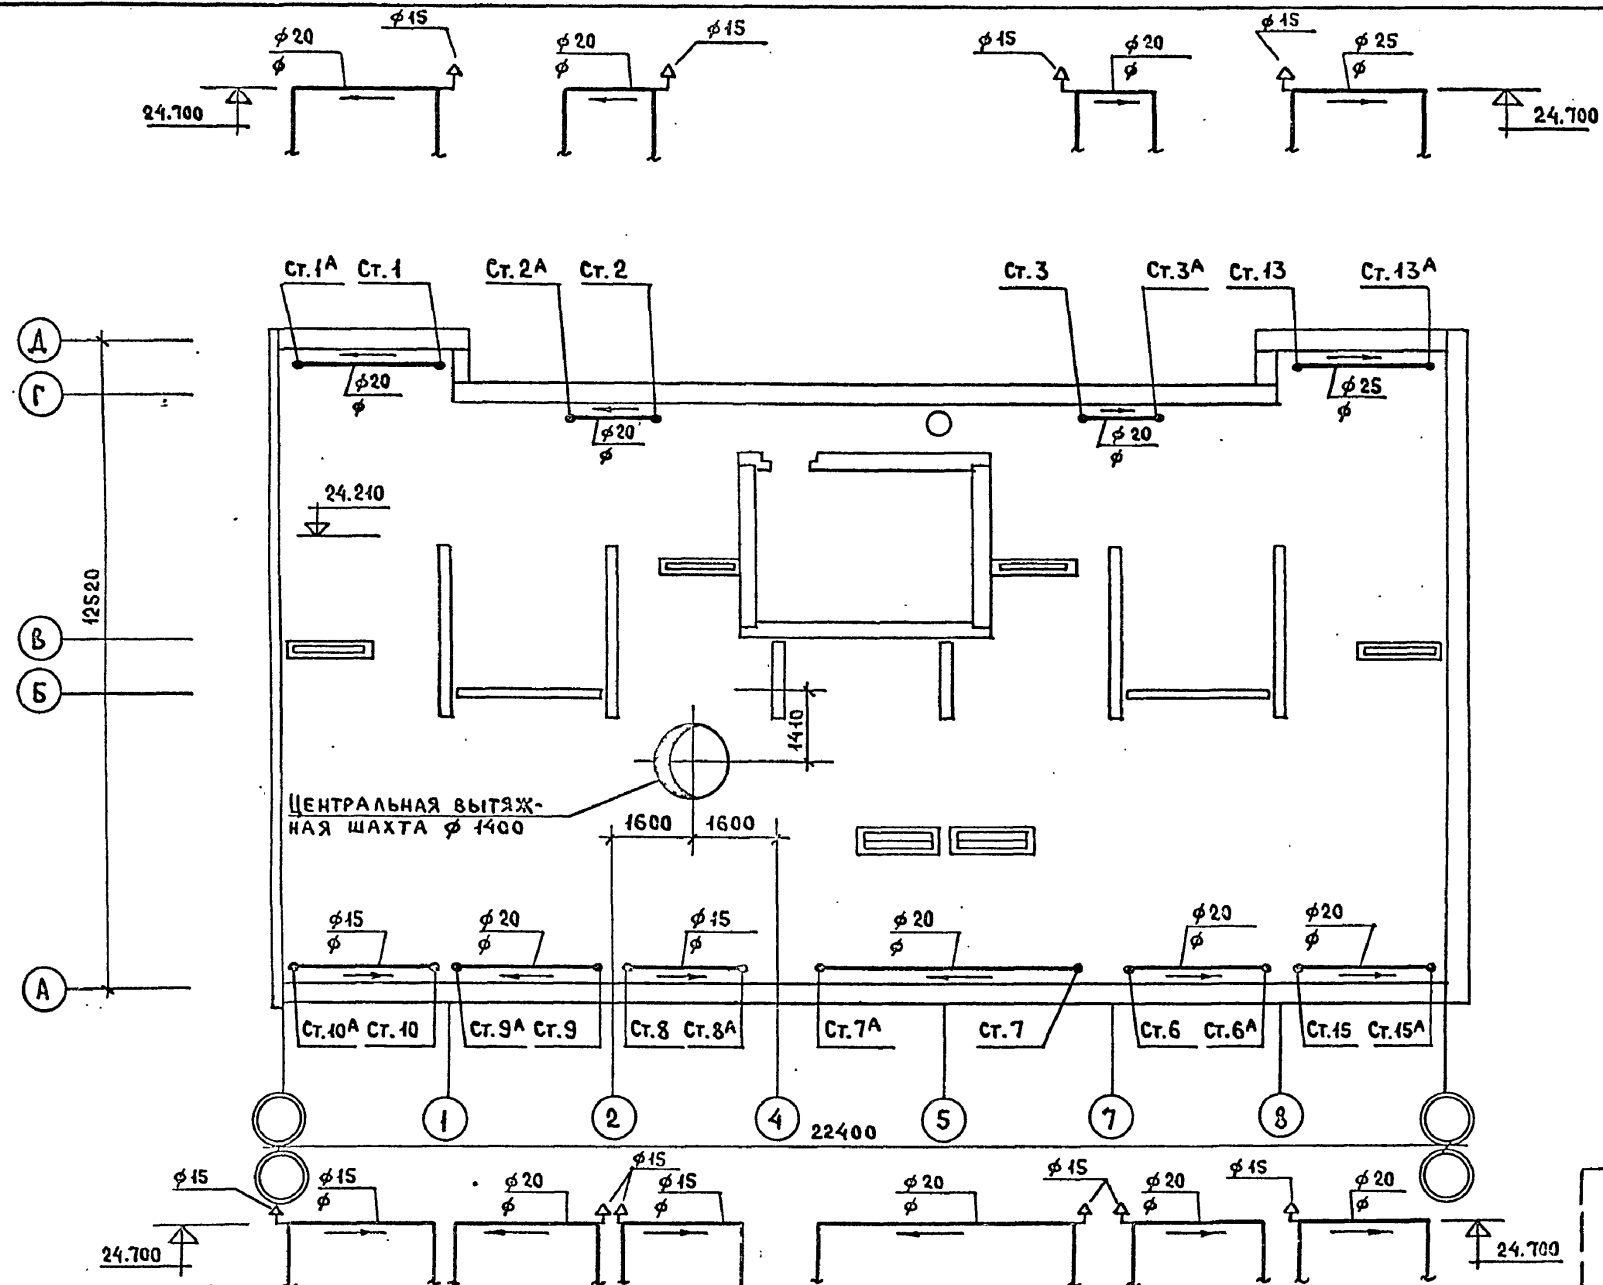 ϕ20 ϕ15 ϕ20 ϕ15 ϕ15 ϕ20 ϕ15 ϕ25
ϕ ϕ ϕ ϕ
24.700 24.700
Ст.1А Ст.1 Ст.2А Ст.2 Ст.3 Ст.3А Ст.13 Ст.13А
Д
Г
ϕ20 ϕ25
ϕ ϕ
ϕ20 ϕ20
ϕ ϕ
24.210
12520
В
Б
1410
ЦЕНТРАЛЬНАЯ ВЫТЯЖ-
НАЯ ШАХТА ϕ 1400
1600 1600
ϕ15 ϕ20 ϕ15 ϕ20 ϕ20 ϕ20
ϕ ϕ ϕ ϕ ϕ ϕ
А
Ст.10А Ст.10 Ст.9А Ст.9 Ст.8 Ст.8А Ст.7А Ст.7 Ст.6 Ст.6А Ст.15 Ст.15А
1 2 4 5 7 8
22400
ϕ15 ϕ15 ϕ20 ϕ15 ϕ15 ϕ20 ϕ15 ϕ20 ϕ15 ϕ20
ϕ ϕ ϕ ϕ ϕ ϕ
24.700 24.700